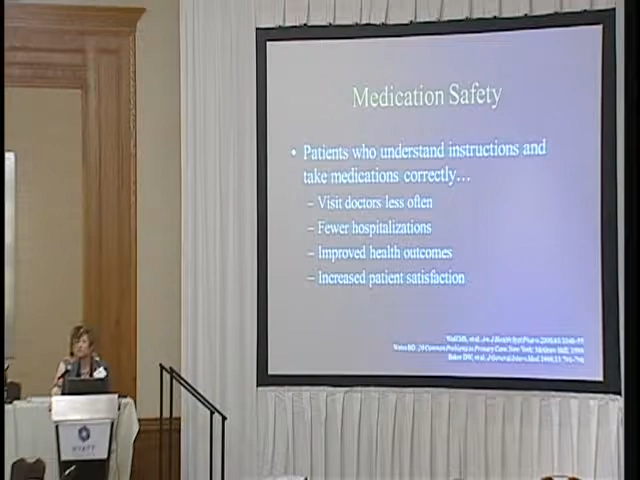 Medication Safety
• Patients who understand instructions and
take medications correctly…
– Visit doctors less often
– Fewer hospitalizations
– Improved health outcomes
– Increased patient satisfaction
HYATT